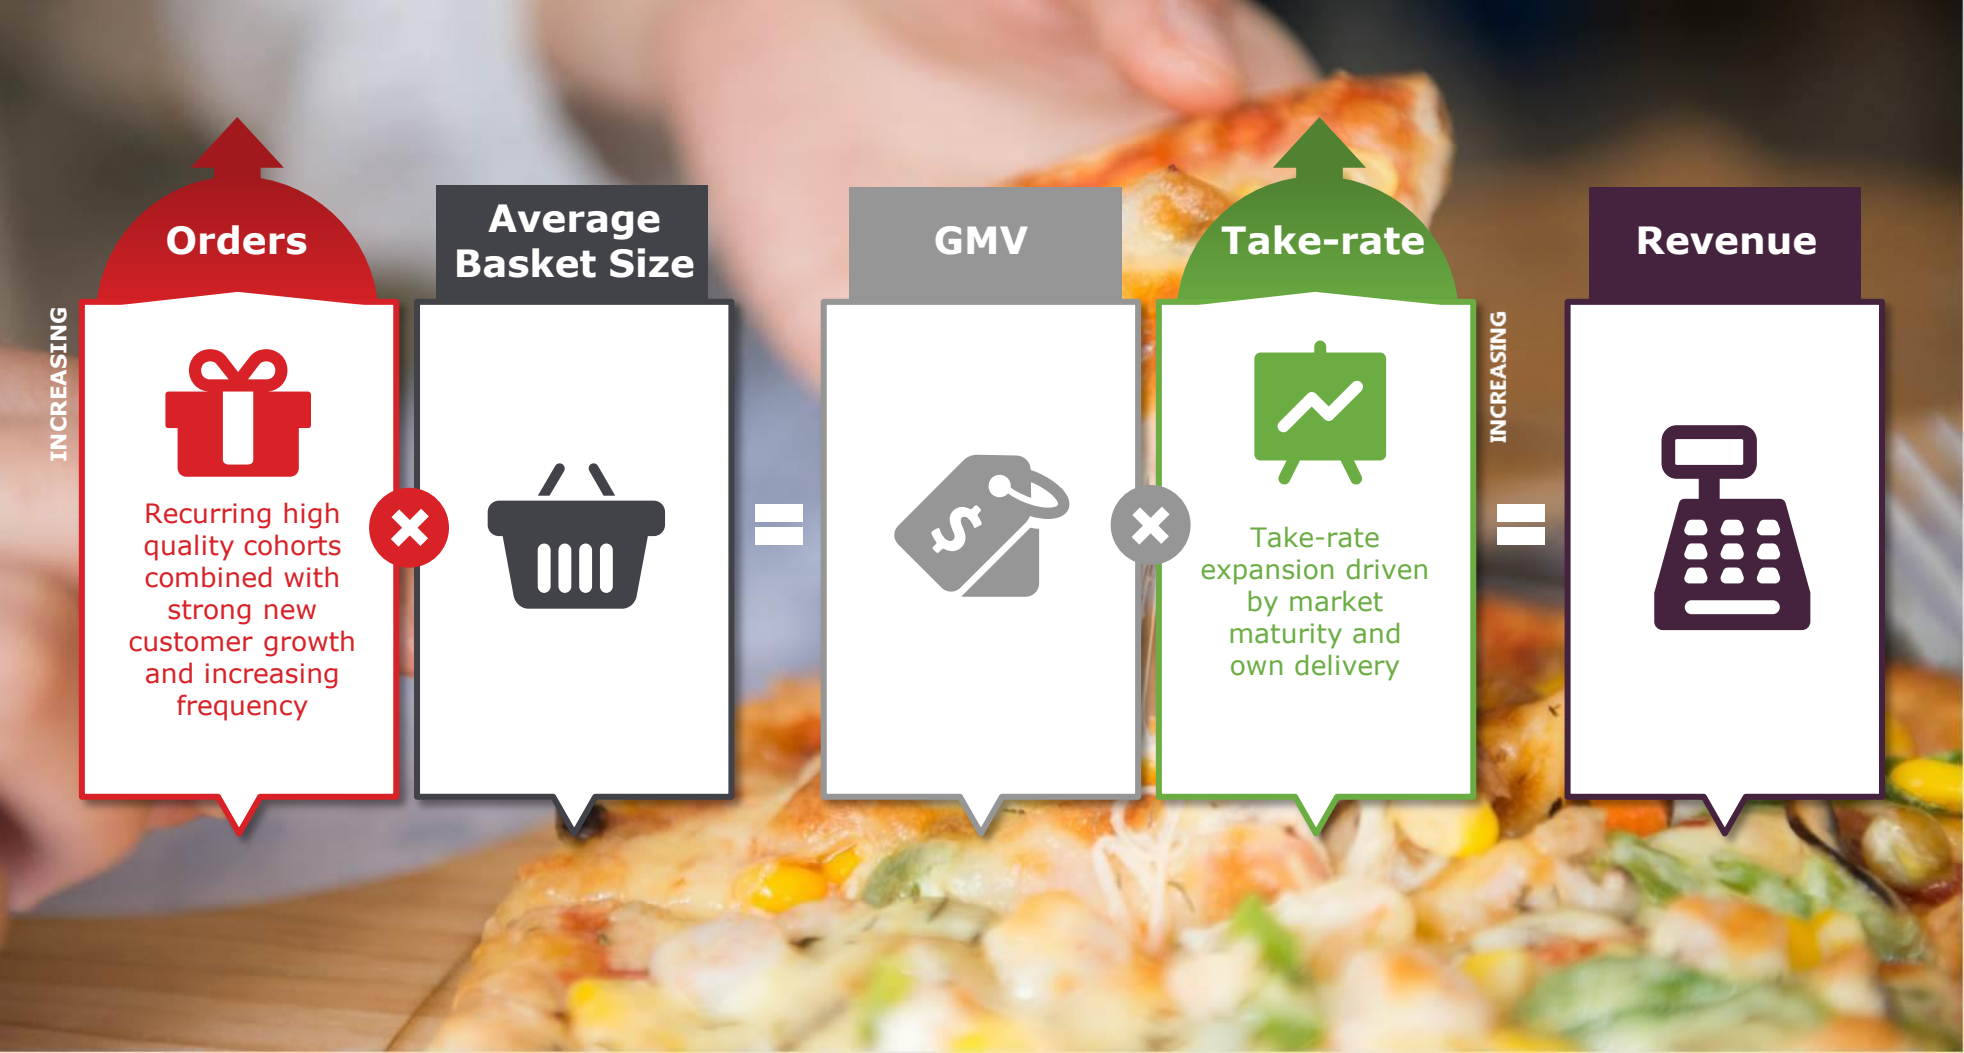 Orders
Average
Basket Size
GMV
Take-rate
Revenue
INCREASING
Recurring high
quality cohorts
combined with
strong new
customer growth
and increasing
frequency
$
Take-rate
expansion driven
by market
maturity and
own delivery
INCREASING